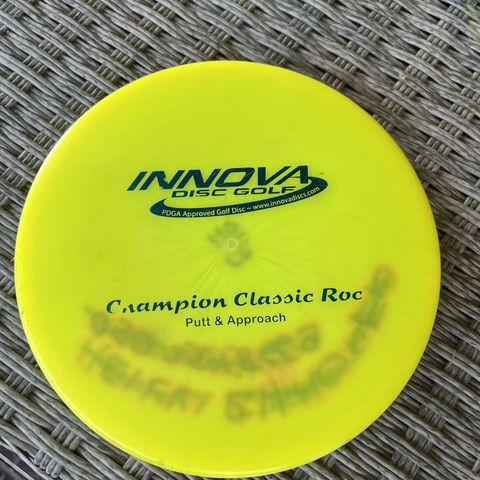 INNOVA
DISC GOLF
PDGA Approved Golf Disc ~ www.innovadiscs.com
Champion Classic Roc
Putt & Approach